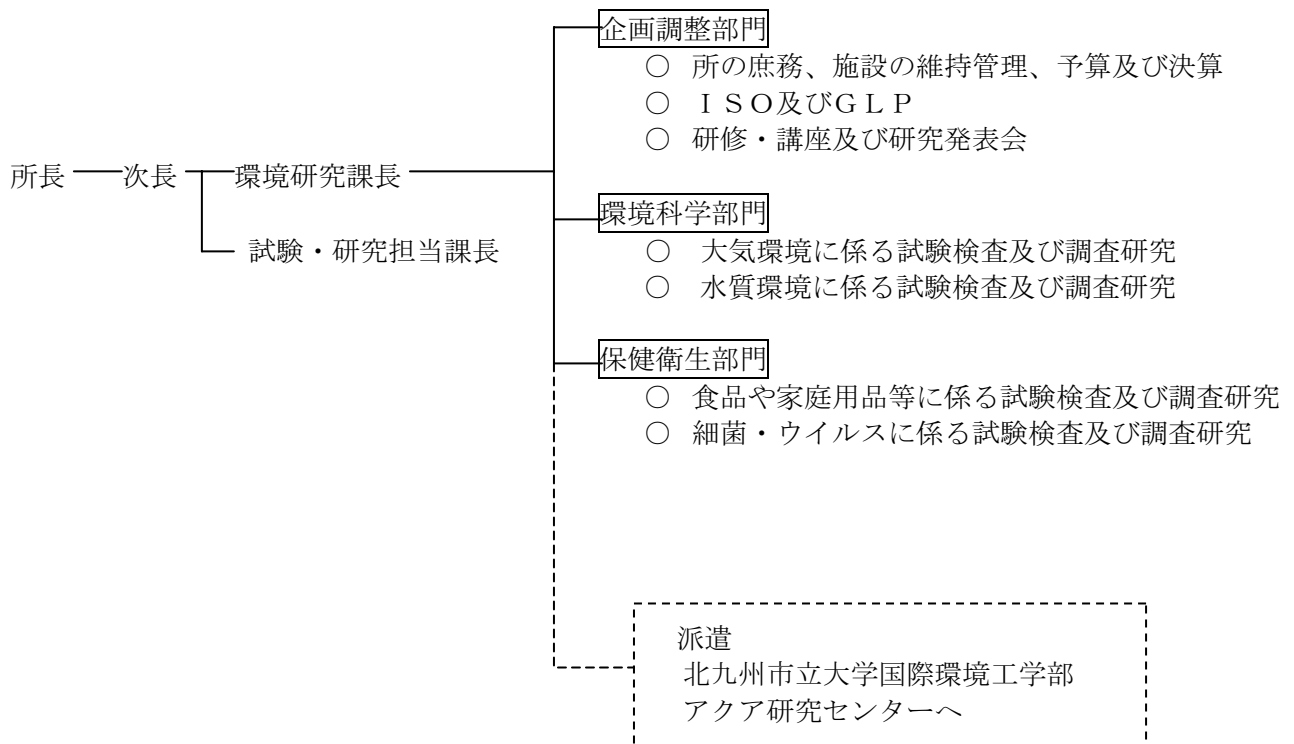 企画調整部門
○ 所の庶務、施設の維持管理、予算及び決算
○ ＩＳＯ及びＧＬＰ
○ 研修・講座及び研究発表会
所長 次長 環境研究課長
試験・研究担当課長
環境科学部門
○ 大気環境に係る試験検査及び調査研究
○ 水質環境に係る試験検査及び調査研究
保健衛生部門
○ 食品や家庭用品等に係る試験検査及び調査研究
○ 細菌・ウイルスに係る試験検査及び調査研究
派遣
北九州市立大学国際環境工学部
アクア研究センターへ